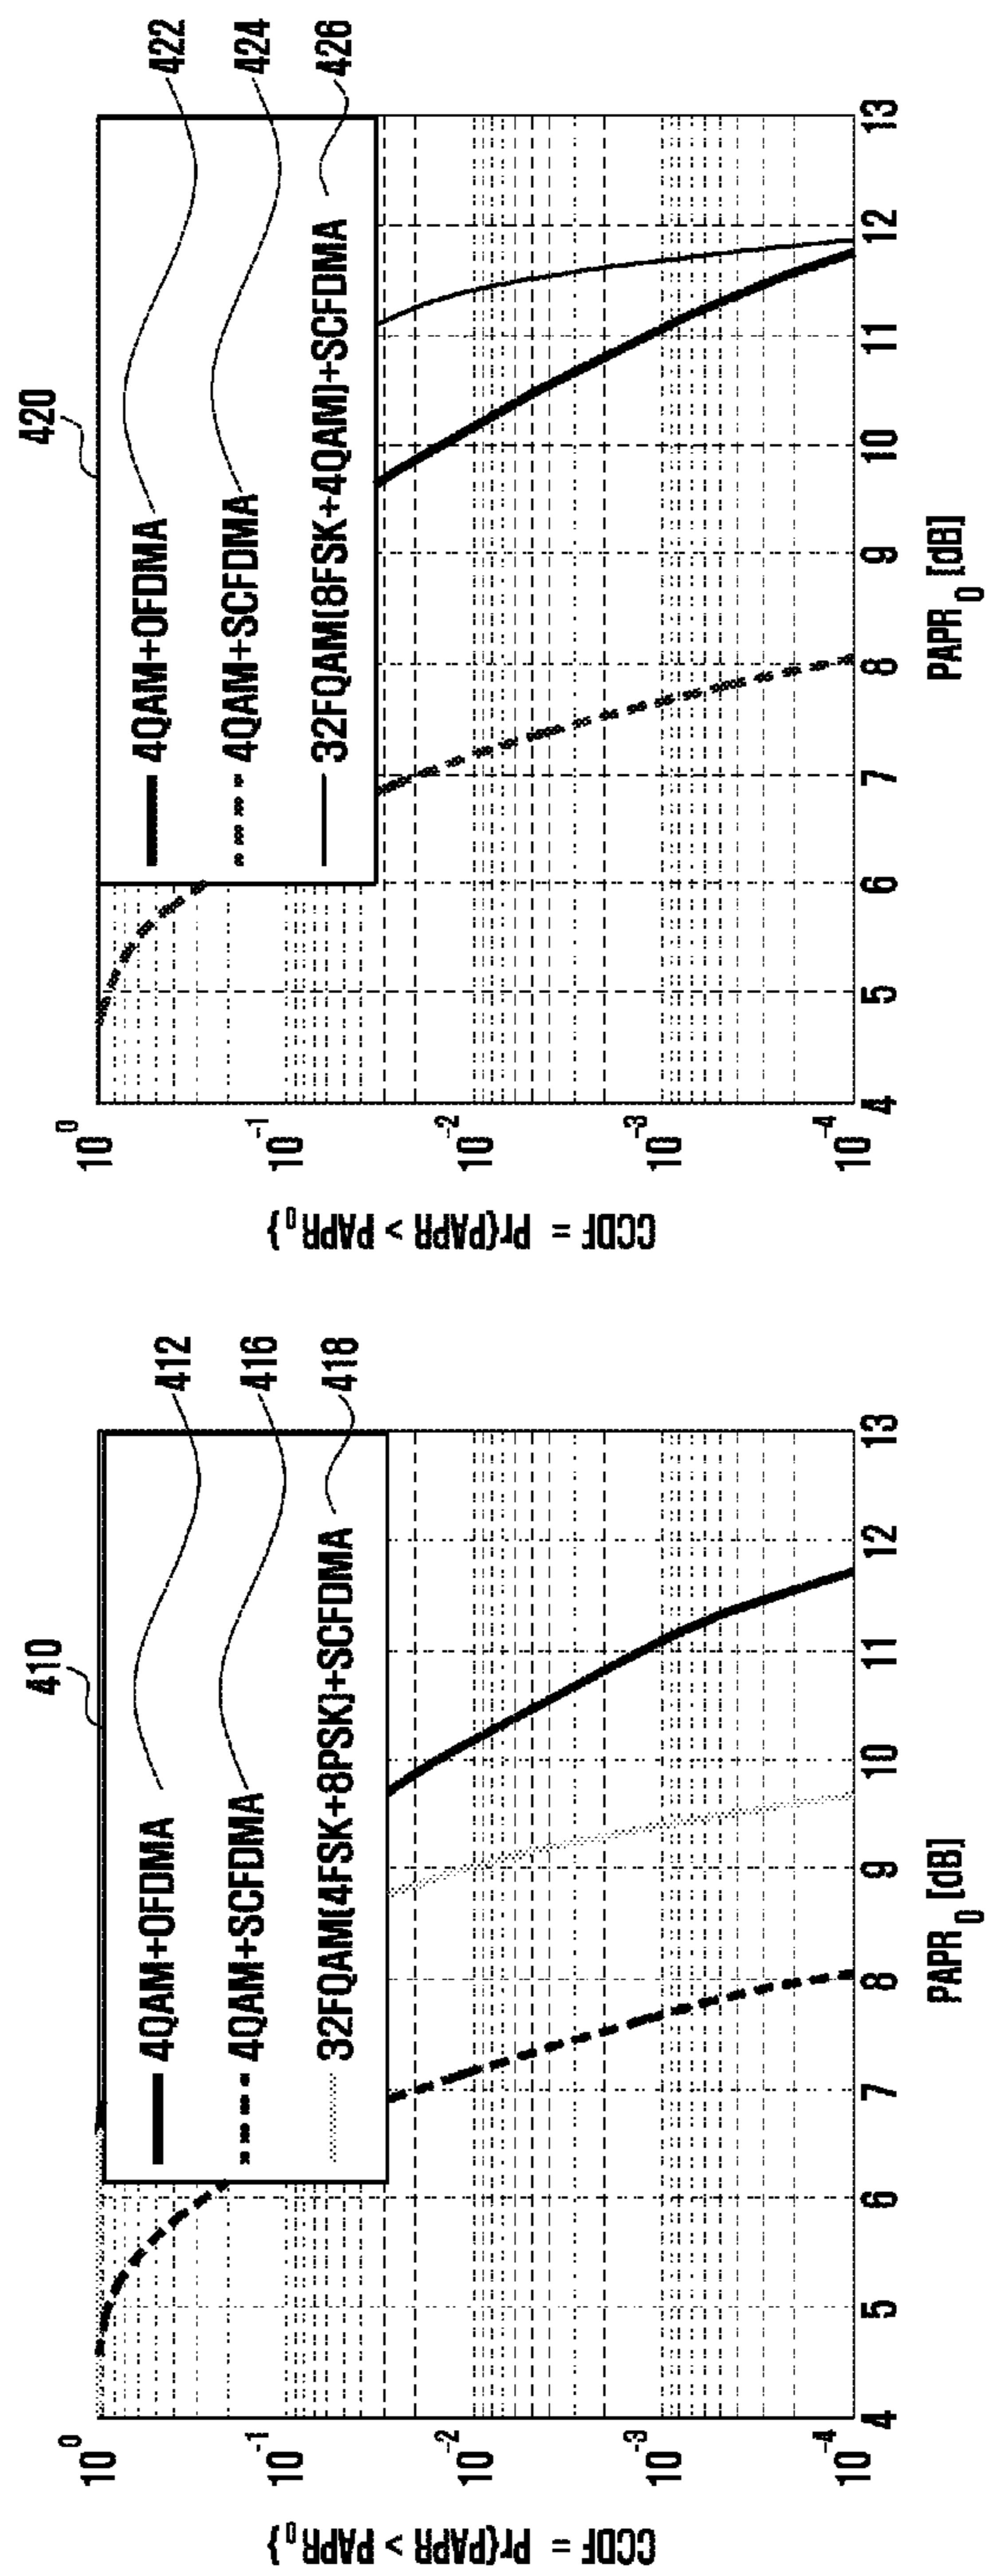 410
4QAM+OFDMA
412
4QAM+SCFDMA
416
32FQAM(4FSK+8PSK)+SCFDMA
418
CCDF = Pr{PAPR > PAPR0}
10^0
10^-1
10^-2
10^-3
10^-4
4 5 6 7 8 9 10 11 12 13
PAPR0 [dB]
420
4QAM+OFDMA
422
4QAM+SCFDMA
424
32FQAM(8FSK+4QAM)+SCFDMA
426
CCDF = Pr{PAPR > PAPR0}
10^0
10^-1
10^-2
10^-3
10^-4
4 5 6 7 8 9 10 11 12 13
PAPR0 [dB]